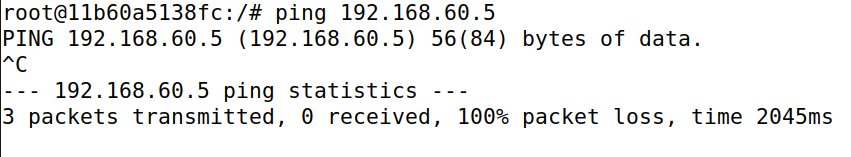 root@11b60a5138fc:/# ping 192.168.60.5
PING 192.168.60.5 (192.168.60.5) 56(84) bytes of data.
^C
--- 192.168.60.5 ping statistics ---
3 packets transmitted, 0 received, 100% packet loss, time 2045ms